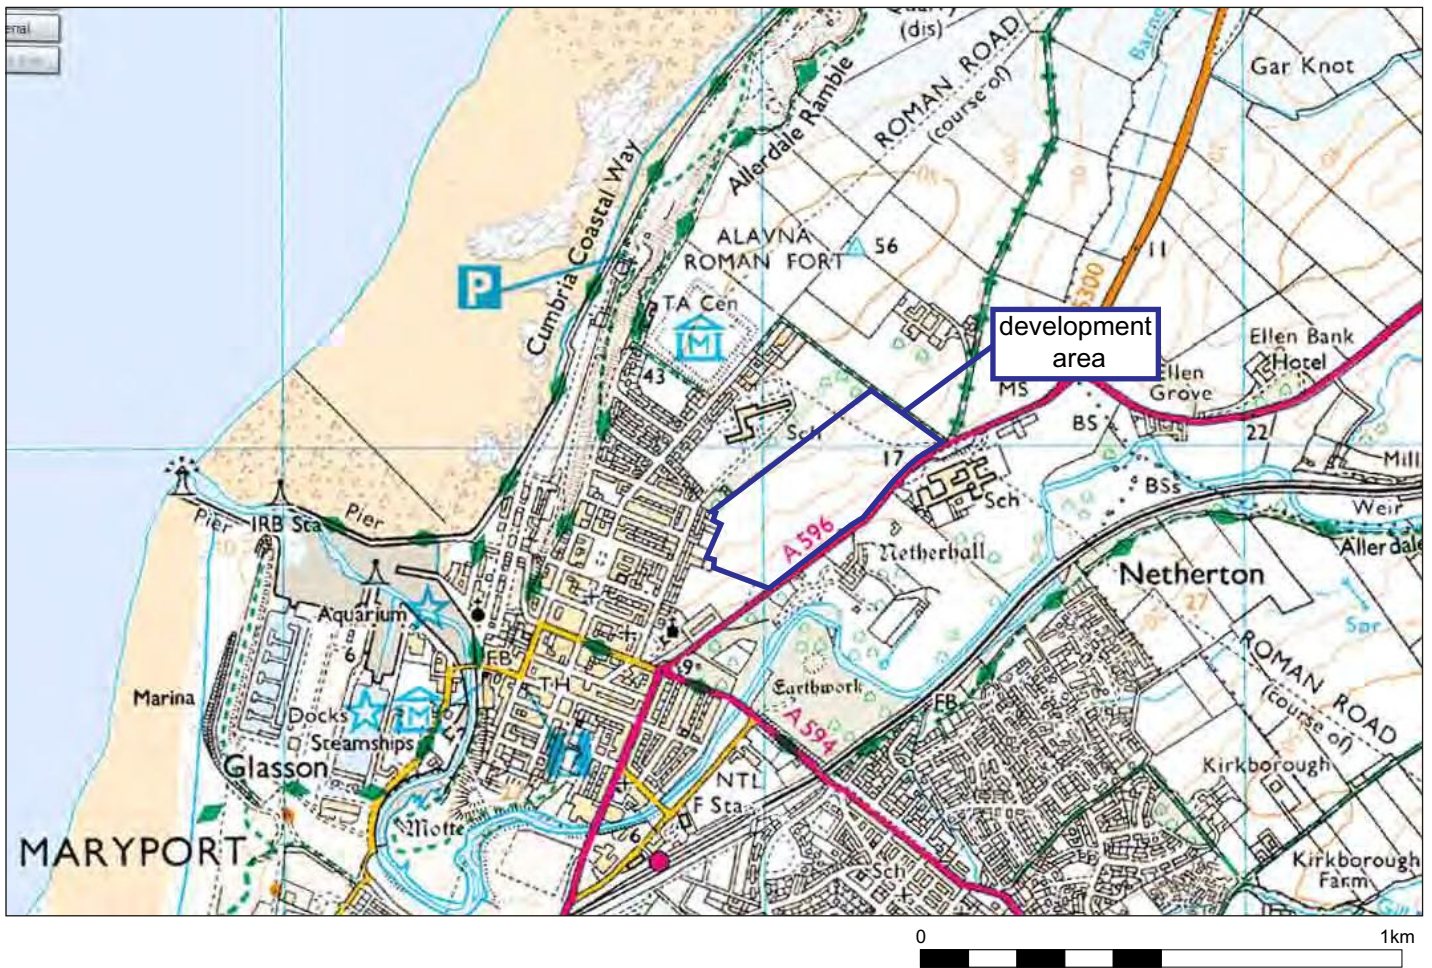 Quarry
(dis)
ROMAN ROAD
(course of)
Gar Knot
Allerdale Ramble
Cumbria Coastal Way
ALAVNA
ROMAN FORT
56
11
P
TA Cen
M
43
development
area
MS
Ellen
Grove
Ellen Bank
Hotel
BS
22
Sch
17
Mill
BSs
Sch
Weir
Pier
IRB Sta
Pier
A 596
Netherhall
Allerdale
Netherton
27
Spr
Aquarium
6
FB
9
TH
Earthwork
FB
ROMAN ROAD
(course of)
Marina
Docks
M
Steamships
A 594
Glasson
NTL
F Sta
Kirkborough
Motte
6
MARYPORT
Sch
Kirkborough
Farm
0
1km